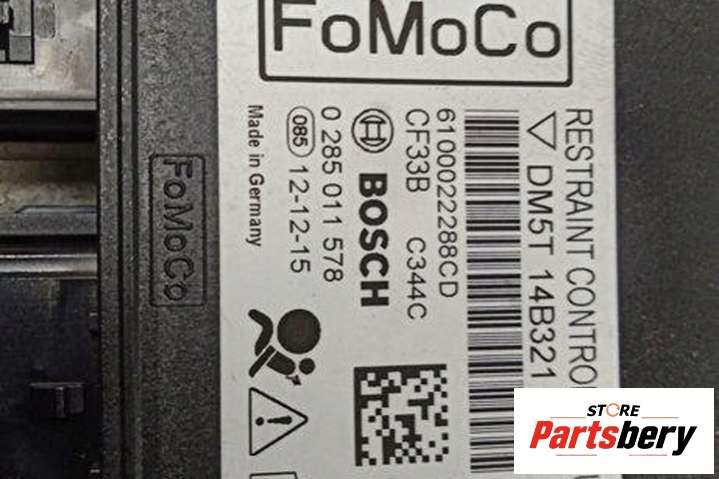 FoMoCo
RESTRAINT CONTRO
DM5T 14B321
6100022288CD
CF33B C344C
BOSCH
0 285 011 578
085 12-12-15
Made in Germany
FoMoCo
STORE
Partsbery